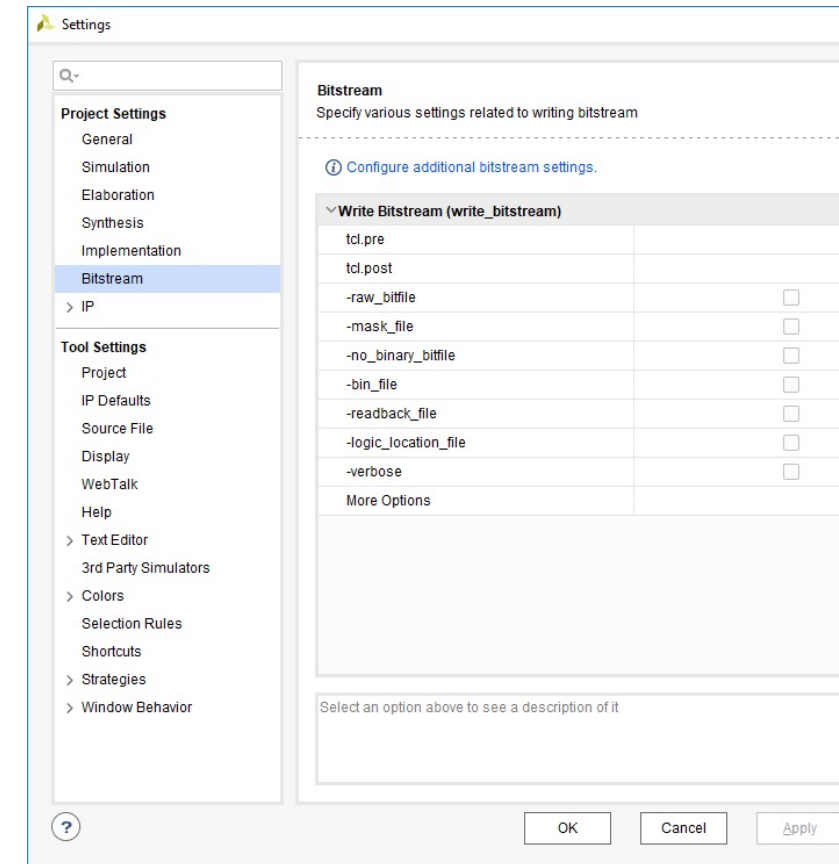 Settings
Project Settings
General
Simulation
Elaboration
Synthesis
Implementation
Bitstream
IP
Tool Settings
Project
IP Defaults
Source File
Display
WebTalk
Help
Text Editor
3rd Party Simulators
Colors
Selection Rules
Shortcuts
Strategies
Window Behavior
Bitstream
Specify various settings related to writing bitstream
Configure additional bitstream settings.
Write Bitstream (write_bitstream)
tcl.pre
tcl.post
-raw_bitfile
-mask_file
-no_binary_bitfile
-bin_file
-readback_file
-logic_location_file
-verbose
More Options
Select an option above to see a description of it
?
OK
Cancel
Apply